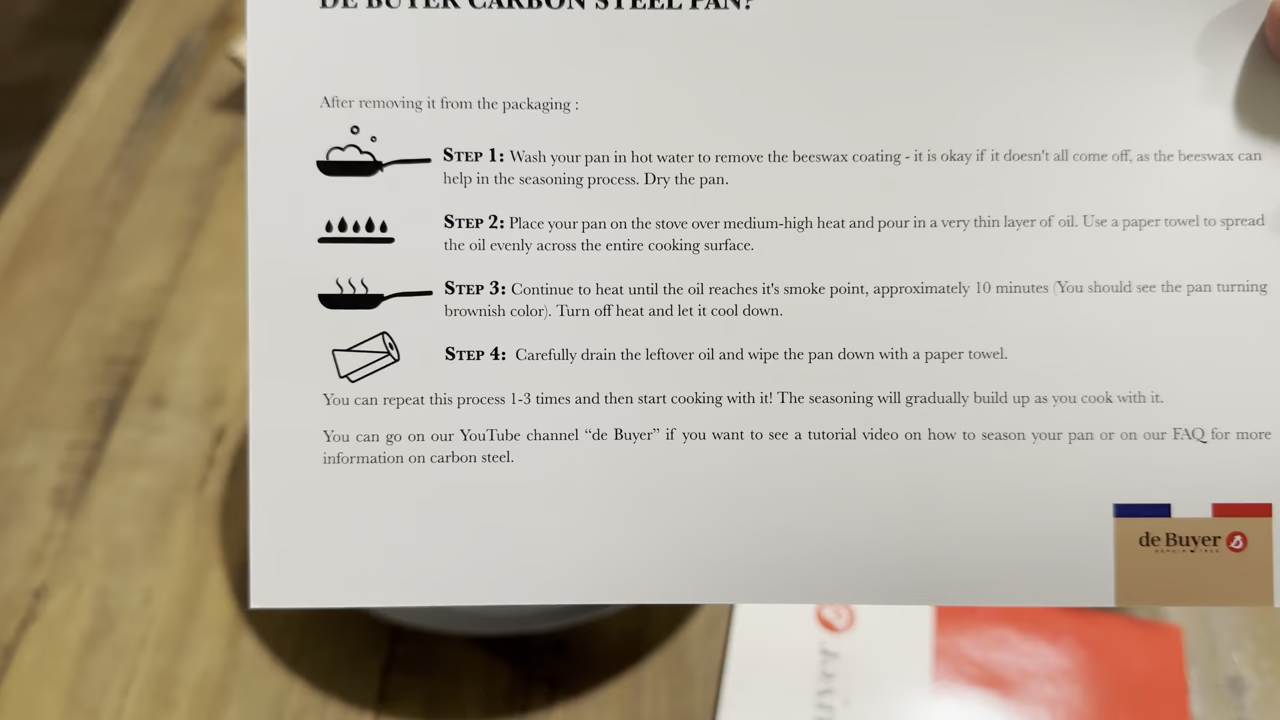 DE BUYER CARBON STEEL PAN?
After removing it from the packaging :
STEP 1: Wash your pan in hot water to remove the beeswax coating - it is okay if it doesn't all come off, as the beeswax can
help in the seasoning process. Dry the pan.
STEP 2: Place your pan on the stove over medium-high heat and pour in a very thin layer of oil. Use a paper towel to spread
the oil evenly across the entire cooking surface.
STEP 3: Continue to heat until the oil reaches it's smoke point, approximately 10 minutes (You should see the pan turning
brownish color). Turn off heat and let it cool down.
STEP 4: Carefully drain the leftover oil and wipe the pan down with a paper towel.
You can repeat this process 1-3 times and then start cooking with it! The seasoning will gradually build up as you cook with it.
You can go on our YouTube channel “de Buyer” if you want to see a tutorial video on how to season your pan or on our FAQ for more
information on carbon steel.
de Buyer